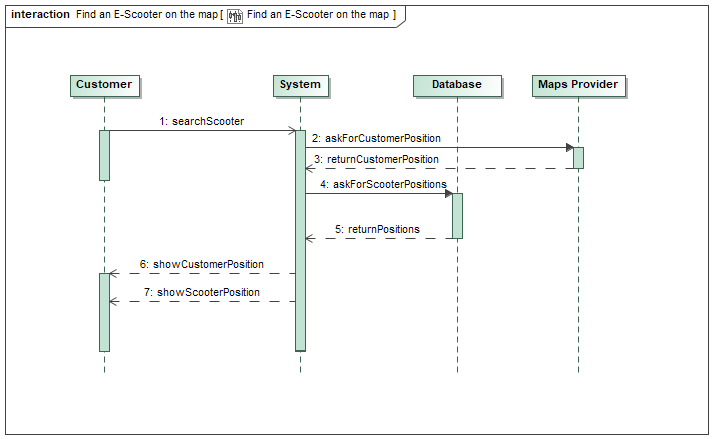 interaction Find an E-Scooter on the map [ Find an E-Scooter on the map ]
Customer System Database Maps Provider
1: searchScooter
2: askForCustomerPosition
3: returnCustomerPosition
4: askForScooterPositions
5: returnPositions
6: showCustomerPosition
7: showScooterPosition